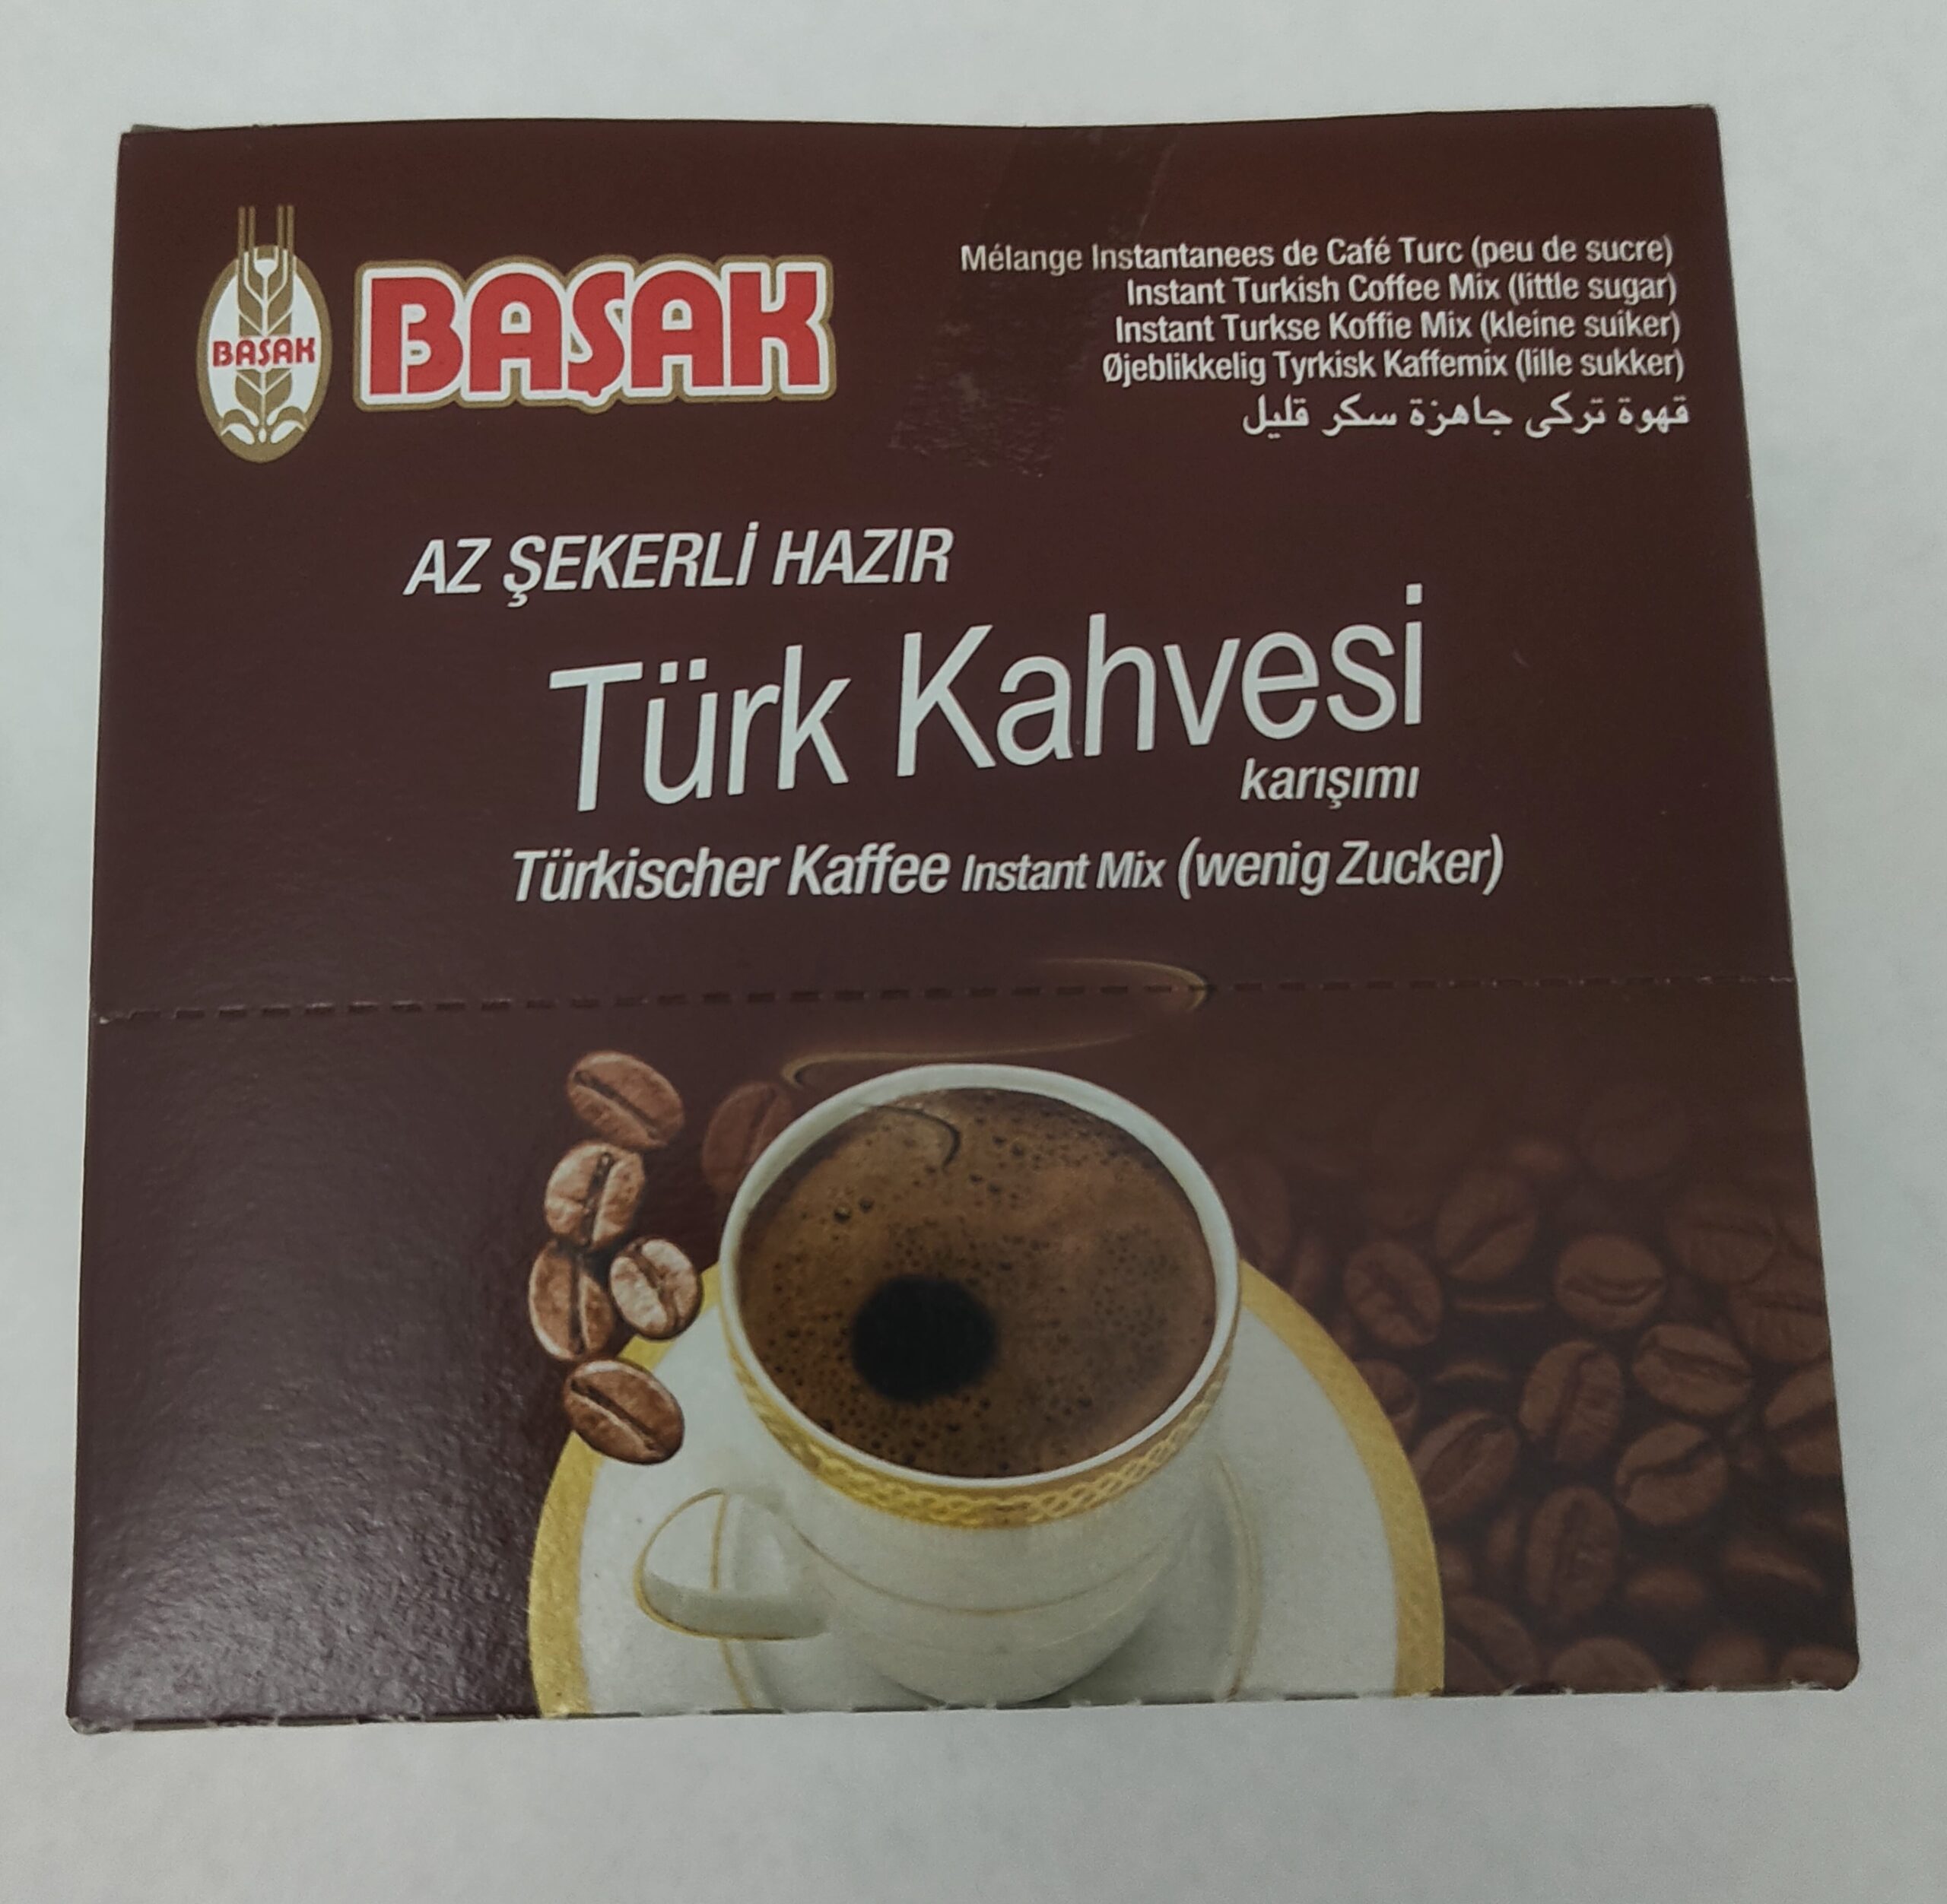 BAŞAK
BAŞAK
Mélange Instantanees de Café Turc (peu de sucre)
Instant Turkish Coffee Mix (little sugar)
Instant Turkse Koffie Mix (kleine suiker)
Øjeblikkelig Tyrkisk Kaffemix (lille sukker)
قهوة تركى جاهزة سكر قليل
AZ ŞEKERLİ HAZIR
Türk Kahvesi
karışımı
Türkischer Kaffee Instant Mix (wenig Zucker)